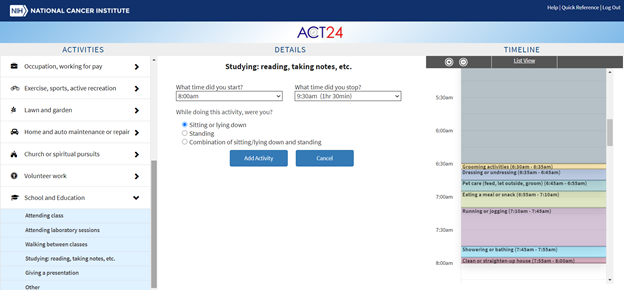 NIH NATIONAL CANCER INSTITUTE
Help | Quick Reference | Log Out
ACT24
ACTIVITIES
DETAILS
TIMELINE
Occupation, working for pay
Exercise, sports, active recreation
Lawn and garden
Home and auto maintenance or repair
Church or spiritual pursuits
Volunteer work
School and Education
Attending class
Attending laboratory sessions
Walking between classes
Studying: reading, taking notes, etc.
Giving a presentation
Other
Studying: reading, taking notes, etc.
What time did you start?
What time did you stop?
8:00am
9:30am (1hr 30min)
While doing this activity, were you?
Sitting or lying down
Standing
Combination of sitting/lying down and standing
Add Activity
Cancel
List View
5:30am
6:00am
6:30am
Grooming activities (6:30am - 6:35am)
Dressing or undressing (6:35am - 6:45am)
Pet care (feed, let outside, groom) (6:45am - 6:55am)
Eating a meal or snack (6:55am - 7:10am)
7:00am
Running or jogging (7:10am - 7:45am)
7:30am
Showering or bathing (7:45am - 7:55am)
Clean or straighten-up house (7:55am - 8:00am)
8:00am